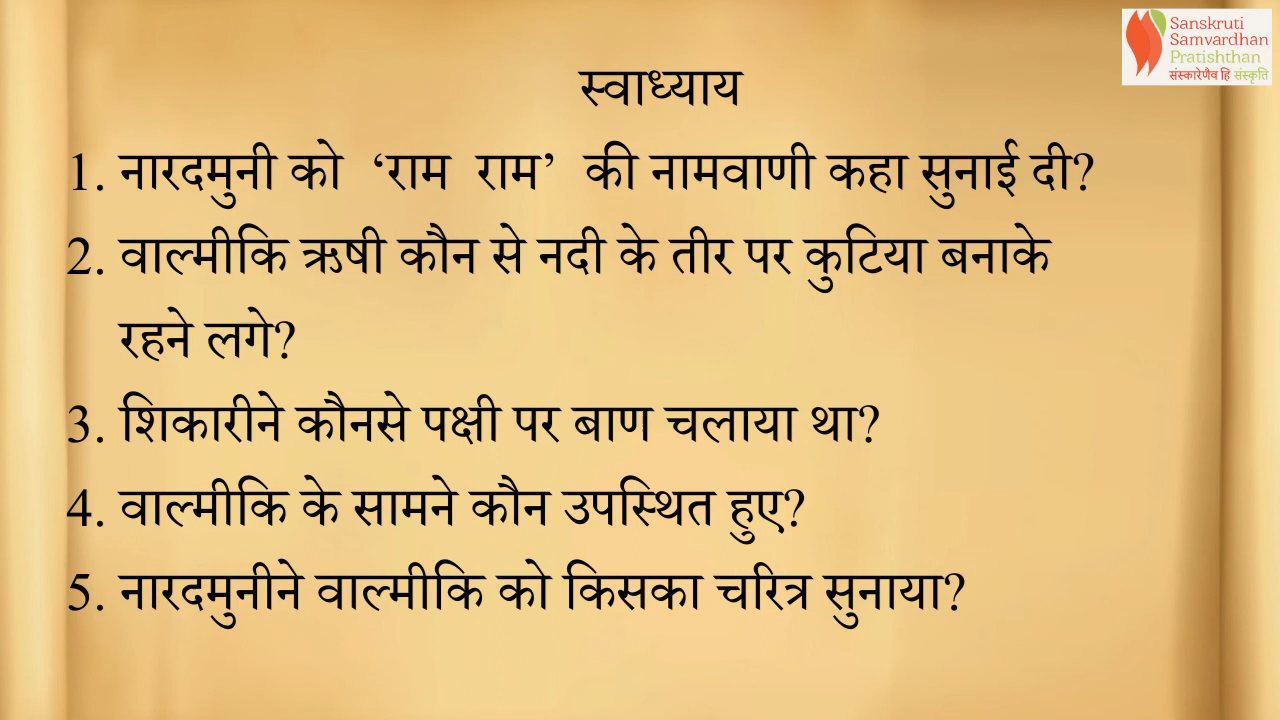 Sanskruti
Samvardhan
Pratishthan
संस्कारेणैव हि संस्कृति
स्वाध्याय
1. नारदमुनी को ‘राम राम’ की नामवाणी कहा सुनाई दी?
2. वाल्मीकि ऋषी कौन से नदी के तीर पर कुटिया बनाके
रहने लगे?
3. शिकारीने कौनसे पक्षी पर बाण चलाया था?
4. वाल्मीकि के सामने कौन उपस्थित हुए?
5. नारदमुनीने वाल्मीकि को किसका चरित्र सुनाया?